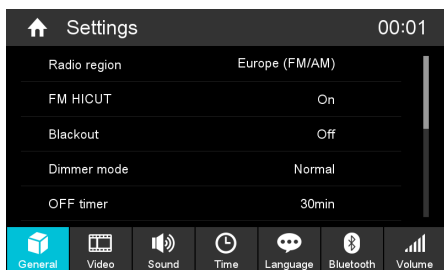 Settings 00:01
Radio region Europe (FM/AM)
FM HICUT On
Blackout Off
Dimmer mode Normal
OFF timer 30min
General Video Sound Time Language Bluetooth Volume